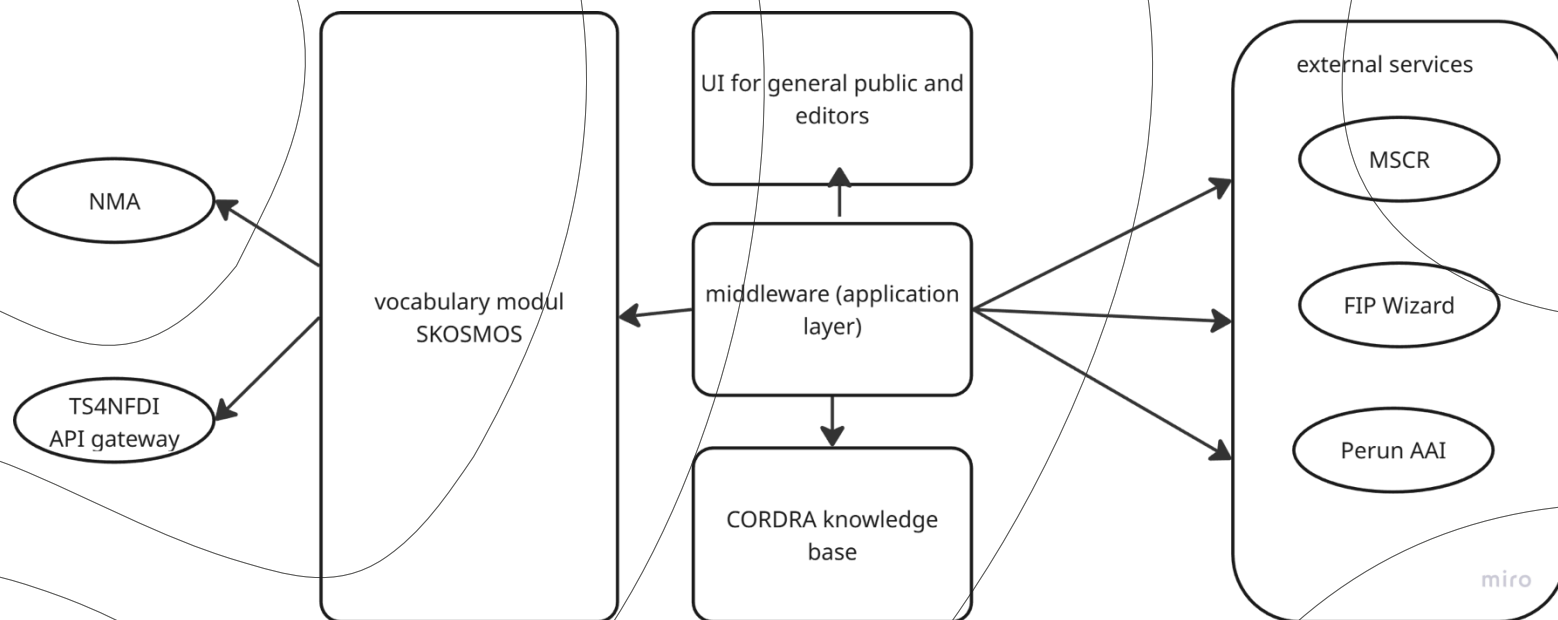 NMA
TS4NFDI
API gateway
vocabulary modul
SKOSMOS
UI for general public and
editors
middleware (application
layer)
CORDRA knowledge
base
external services
MSCR
FIP Wizard
Perun AAI
miro